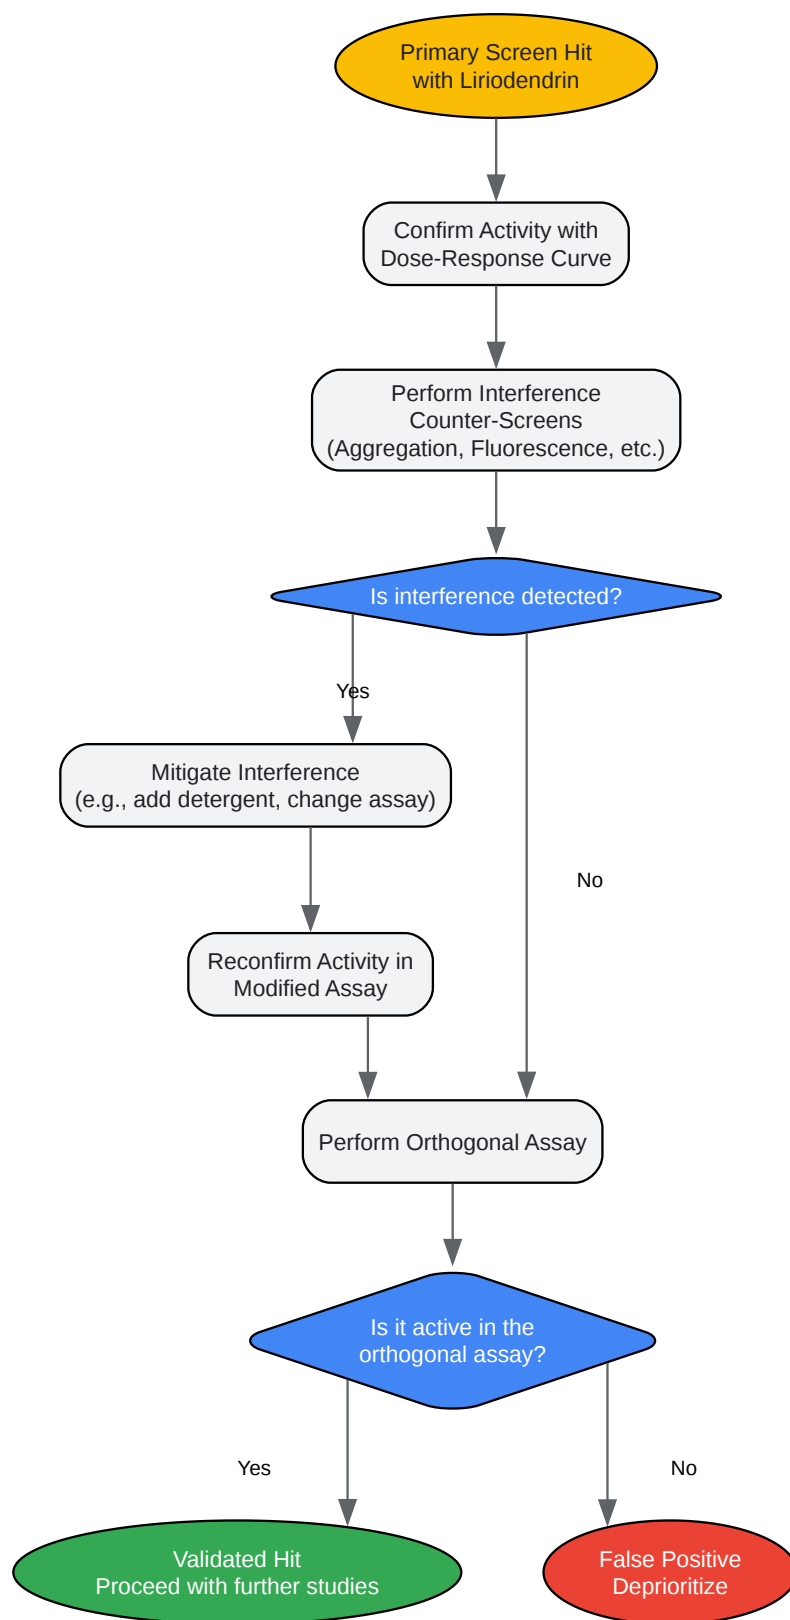 Primary Screen Hit
with Liriodendrin
Confirm Activity with
Dose-Response Curve
Perform Interference
Counter-Screens
(Aggregation, Fluorescence, etc.)
Is interference detected?
Yes
Mitigate Interference
(e.g., add detergent, change assay)
No
Reconfirm Activity in
Modified Assay
Perform Orthogonal Assay
Is it active in the
orthogonal assay?
Yes
No
Validated Hit
Proceed with further studies
False Positive
Deprioritize